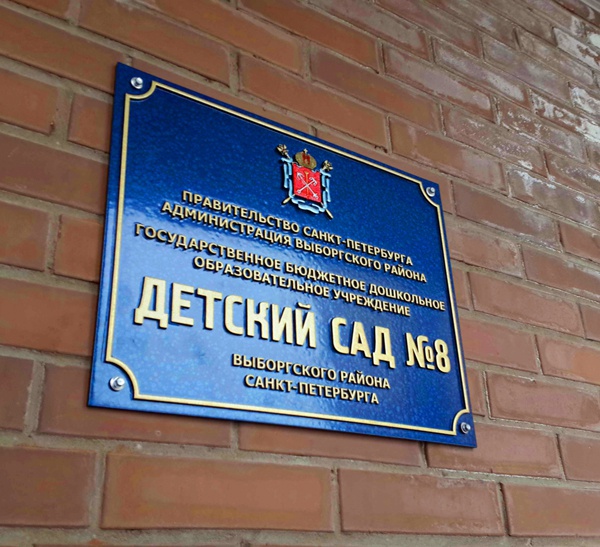 ПРАВИТЕЛЬСТВО САНКТ-ПЕТЕРБУРГА
АДМИНИСТРАЦИЯ ВЫБОРГСКОГО РАЙОНА
ГОСУДАРСТВЕННОЕ БЮДЖЕТНОЕ ДОШКОЛЬНОЕ
ОБРАЗОВАТЕЛЬНОЕ УЧРЕЖДЕНИЕ
ДЕТСКИЙ САД №8
ВЫБОРГСКОГО РАЙОНА
САНКТ-ПЕТЕРБУРГА